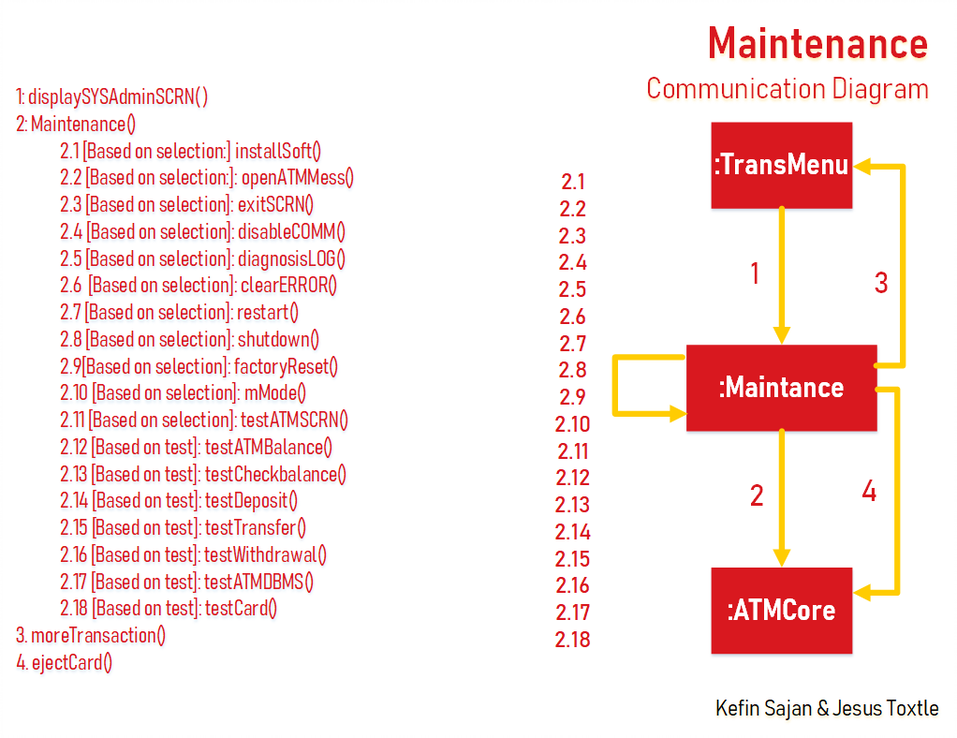 Maintenance
Communication Diagram
1: displaySYSAdminSCRN()
2: Maintenance()
2.1 [Based on selection:] installSoft()
2.2 [Based on selection:]: openATMMess()
2.3 [Based on selection]: exitSCRN()
2.4 [Based on selection]: disableCOMM()
2.5 [Based on selection]: diagnosisLOG()
2.6 [Based on selection]: clearERROR()
2.7 [Based on selection]: restart()
2.8 [Based on selection]: shutdown()
2.9[Based on selection]: factoryReset()
2.10 [Based on selection]: mMode()
2.11 [Based on selection]: testATMSCRN()
2.12 [Based on test]: testATMBalance()
2.13 [Based on test]: testCheckbalance()
2.14 [Based on test]: testDeposit()
2.15 [Based on test]: testTransfer()
2.16 [Based on test]: testWithdrawal()
2.17 [Based on test]: testATMDBMS()
2.18 [Based on test]: testCard()
3. moreTransaction()
4. ejectCard()
2.1
2.2
2.3
2.4
2.5
2.6
2.7
2.8
2.9
2.10
2.11
2.12
2.13
2.14
2.15
2.16
2.17
2.18
:TransMenu
1
3
:Maintance
2
4
:ATMCore
Kefin Sajan & Jesus Toxtle